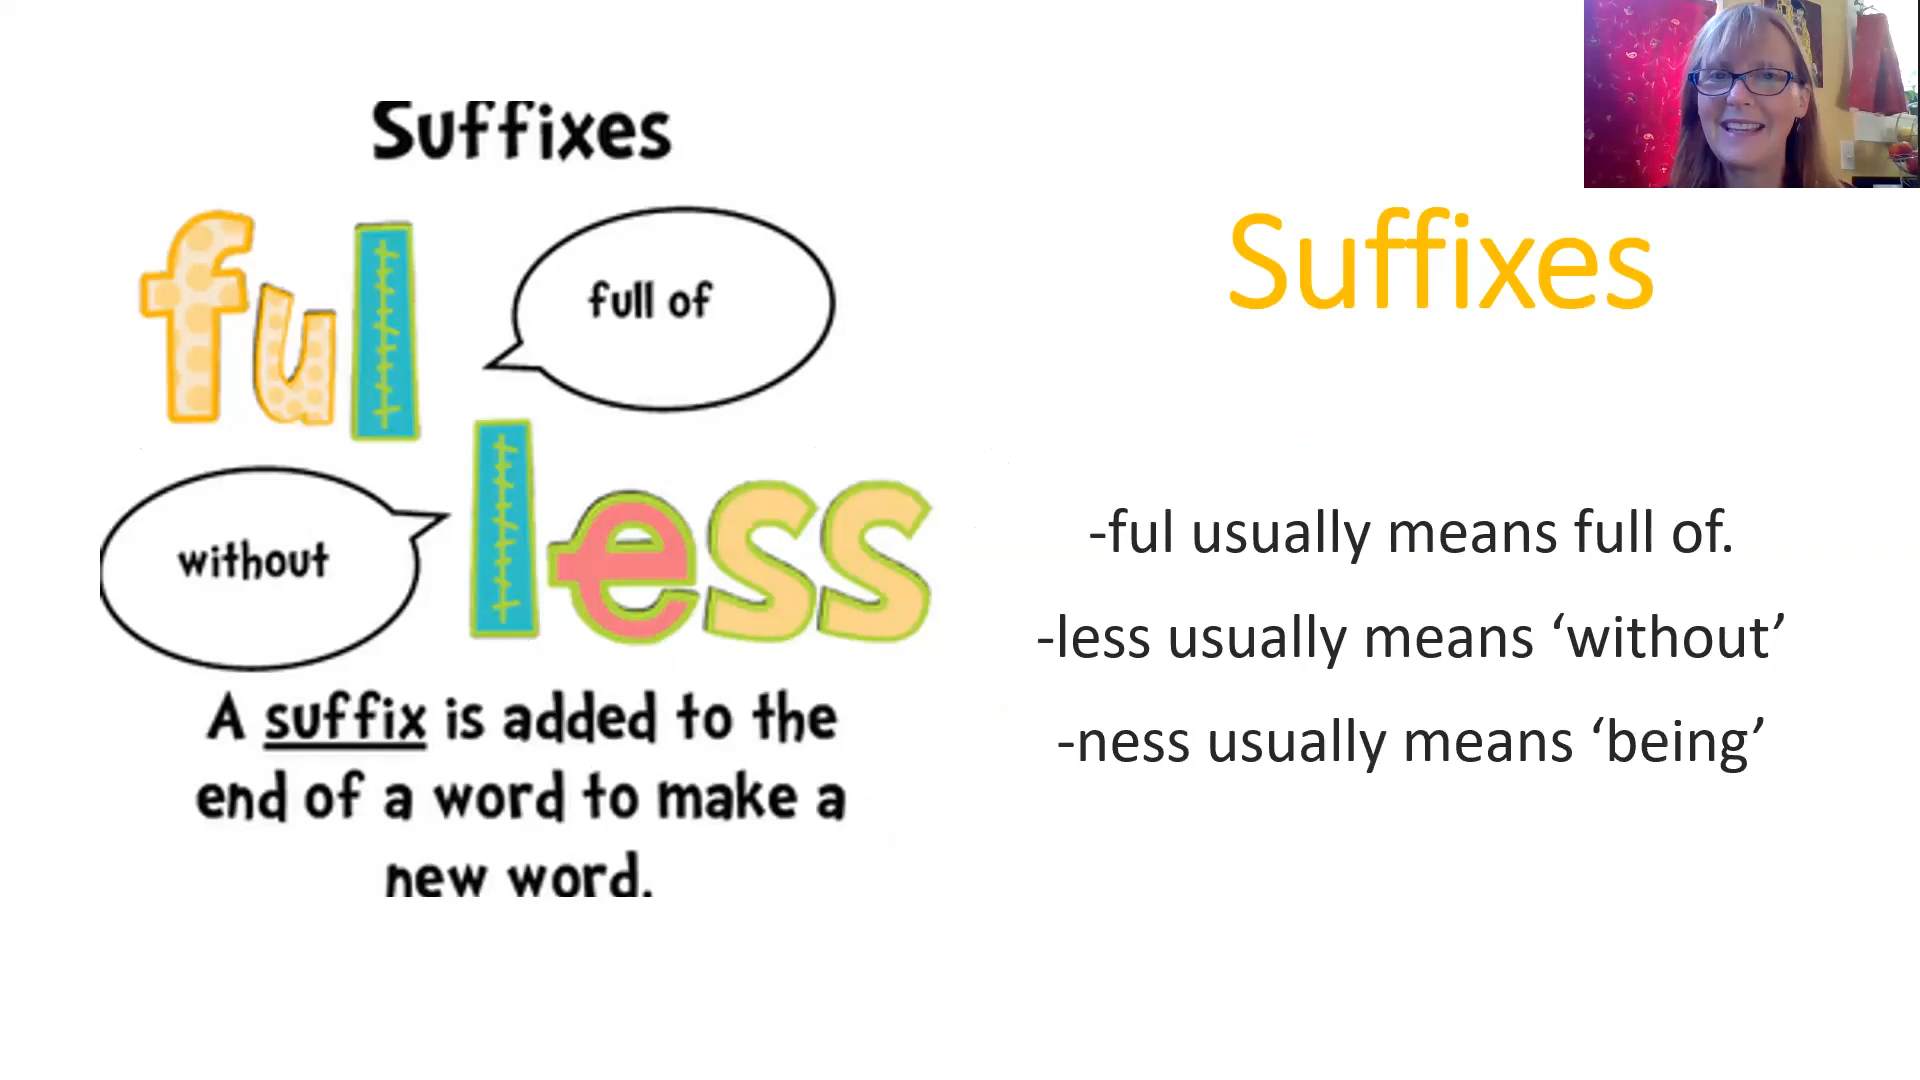 Suffixes
ful
full of
without
less
A suffix is added to the
end of a word to make a
new word.
Suffixes
-ful usually means full of.
-less usually means ‘without’
-ness usually means ‘being’